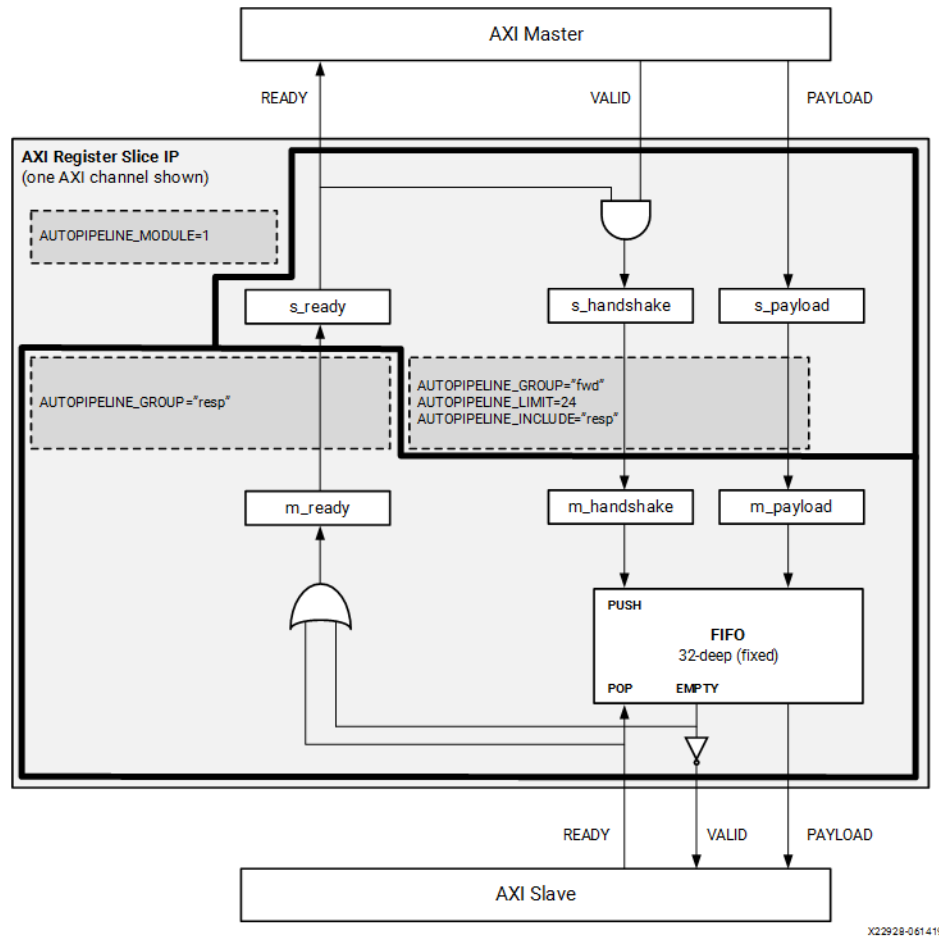 AXI Master
READY
VALID
PAYLOAD
AXI Register Slice IP
(one AXI channel shown)
AUTOPIPELINE_MODULE=1
s_ready
s_handshake
s_payload
AUTOPIPELINE_GROUP="resp"
AUTOPIPELINE_GROUP="fwd"
AUTOPIPELINE_LIMIT=24
AUTOPIPELINE_INCLUDE="resp"
m_ready
m_handshake
m_payload
PUSH
FIFO
32-deep (fixed)
POP
EMPTY
READY
VALID
PAYLOAD
AXI Slave
X22928-061419